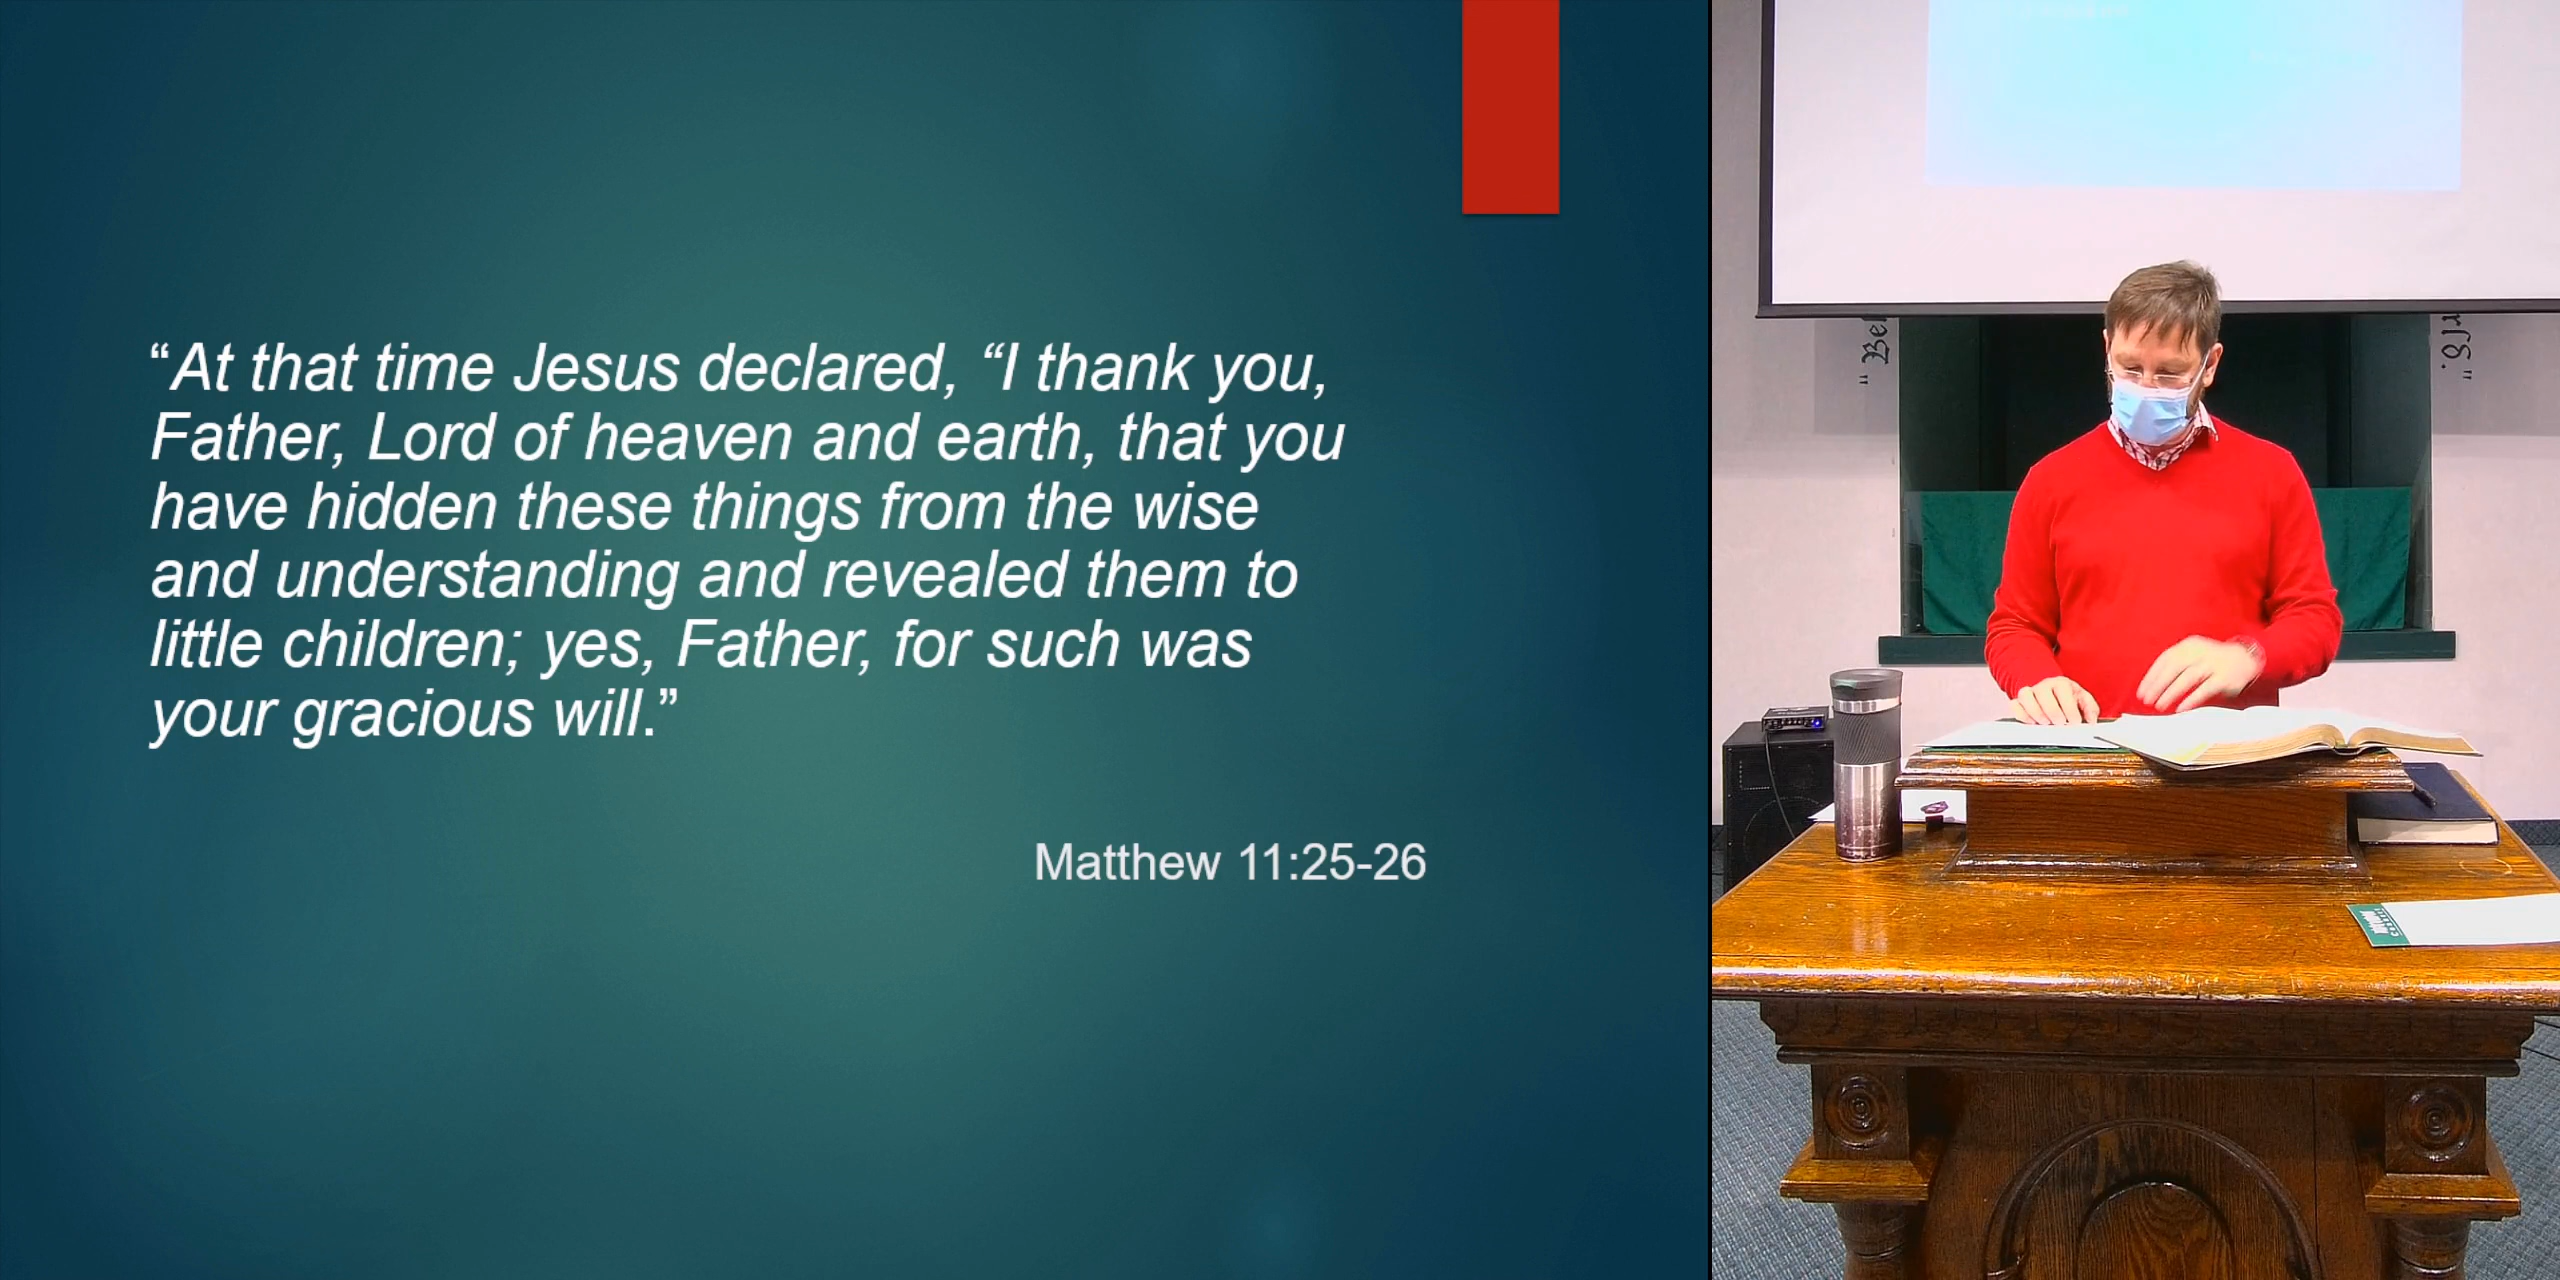 “At that time Jesus declared, “I thank you,
Father, Lord of heaven and earth, that you
have hidden these things from the wise
and understanding and revealed them to
little children; yes, Father, for such was
your gracious will.”
Matthew 11:25-26